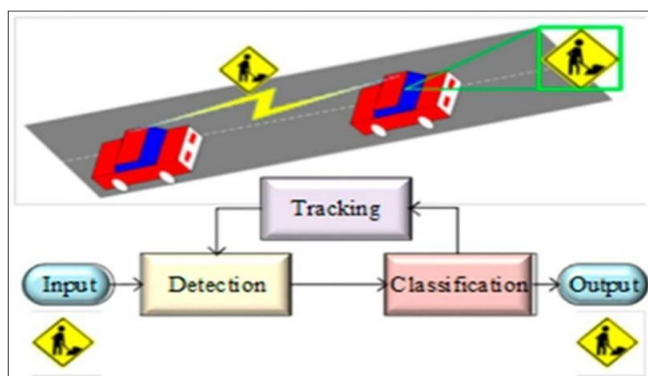 Tracking
Input
Detection
Classification
Output